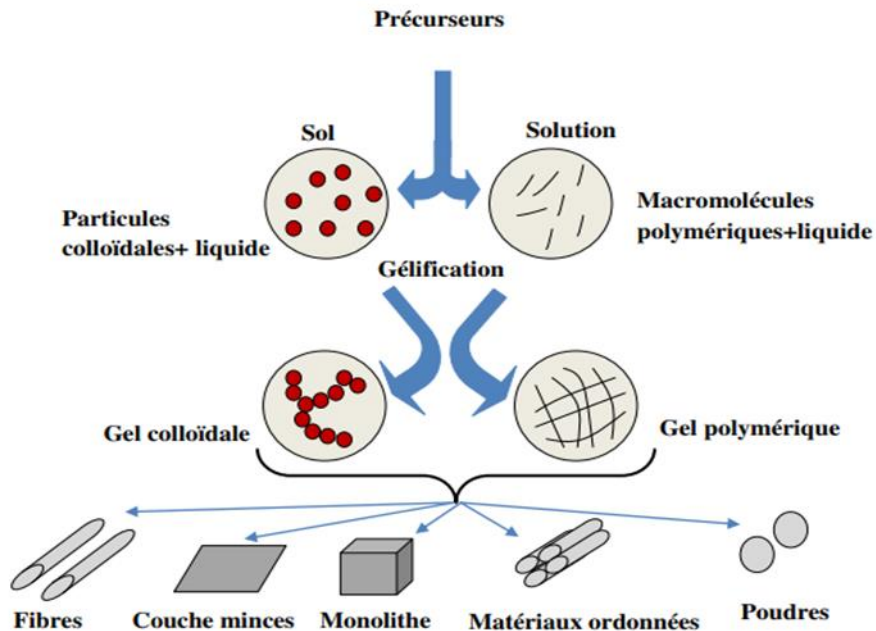 Précurseurs
Sol
Solution
Particules
colloïdales+ liquide
Macromolécules
polymériques+liquide
Gélification
Gel colloïdale
Gel polymérique
Fibres
Couche minces
Monolithe
Matériaux ordonnées
Poudres